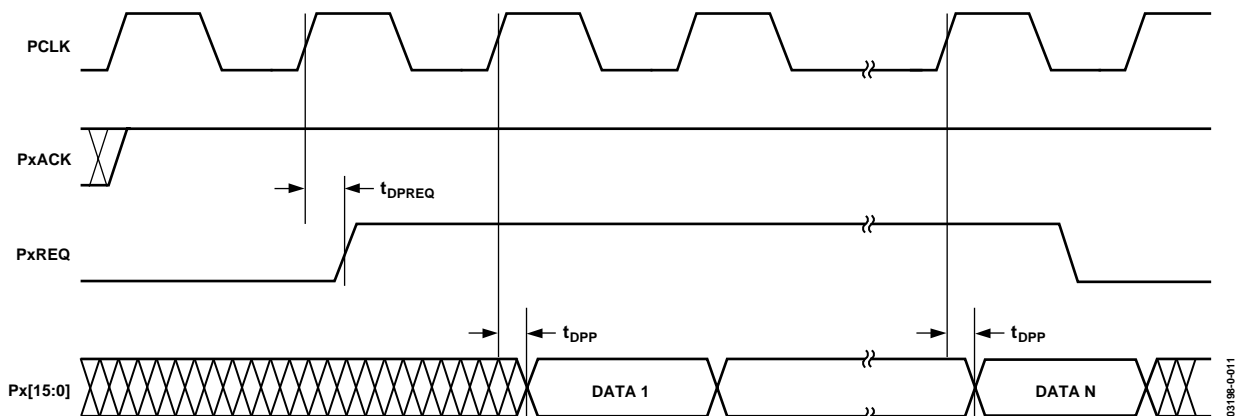 PCLK
PxACK
tDPREQ
PxREQ
tDPP
tDPP
Px[15:0]
DATA 1
DATA N
03198-0-011